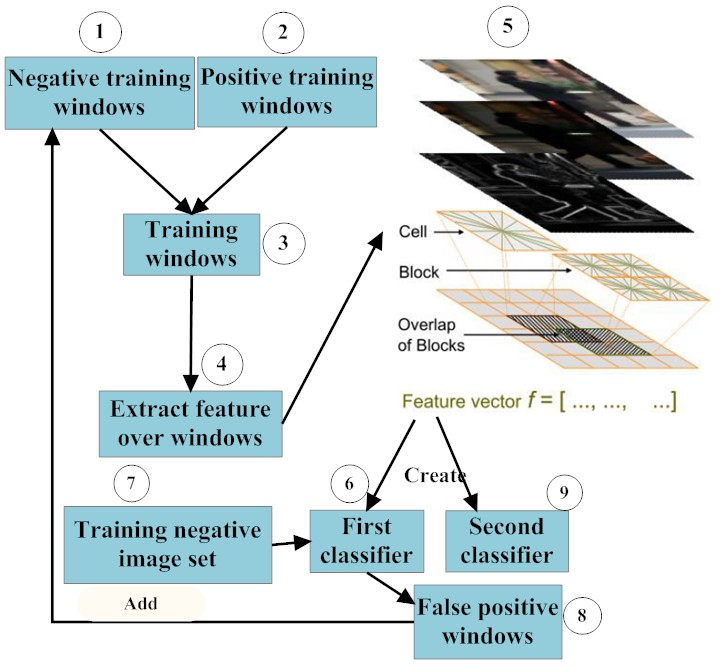 1
2
5
Negative training
windows
Positive training
windows
Training
windows
3
Cell
Block
Overlap
of Blocks
4
Extract feature
over windows
Feature vector f = [ ..., ..., ...]
Create
7
6
9
Training negative
image set
First
classifier
Second
classifier
Add
False positive
windows
8